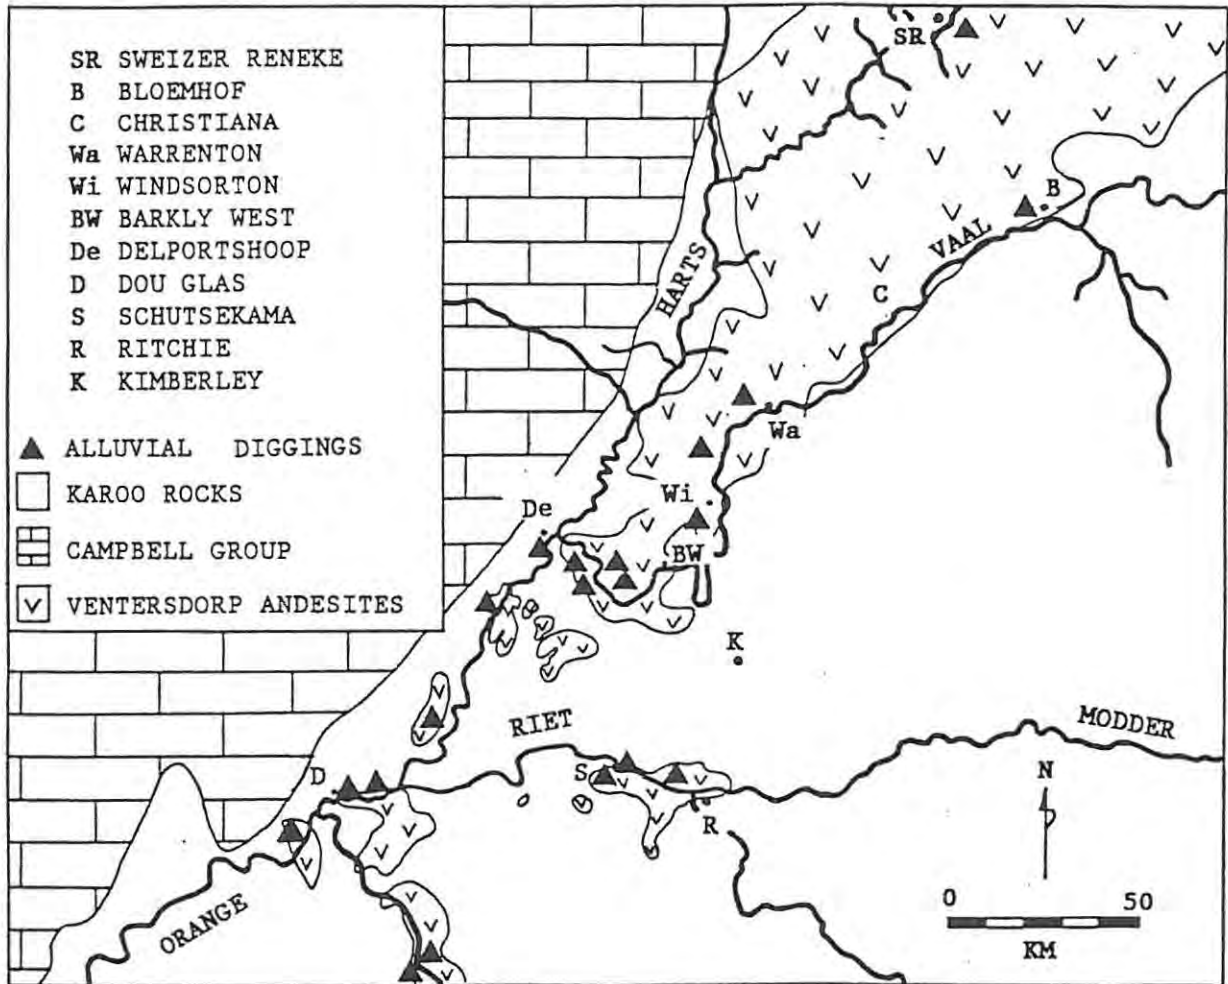 SR SWEIZER RENEKE
B BLOEMHOF
C CHRISTIANA
Wa WARRENTON
Wi WINDSORTON
BW BARKLY WEST
De DELPORTSHOOP
D DOU GLAS
S SCHUTSEKAMA
R RITCHIE
K KIMBERLEY
ALLUVIAL DIGGINGS
KAROO ROCKS
CAMPBELL GROUP
VENTERSDORP ANDESITES
SR
B
VAAL
HARTS
C
Wa
Wi
De
BW
K
RIET
MODDER
D
S
R
N
ORANGE
0 50
KM